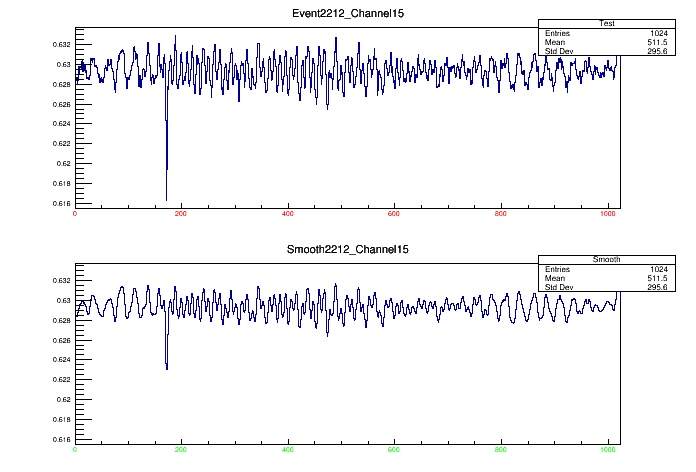 Event2212_Channel15
Test
Entries 1024
Mean 511.5
Std Dev 295.6
0.632
0.63
0.628
0.626
0.624
0.622
0.62
0.618
0.616
0 200 400 600 800 1000
Smooth2212_Channel15
Smooth
Entries 1024
Mean 511.5
Std Dev 295.6
0.632
0.63
0.628
0.626
0.624
0.622
0.62
0.618
0.616
0 200 400 600 800 1000